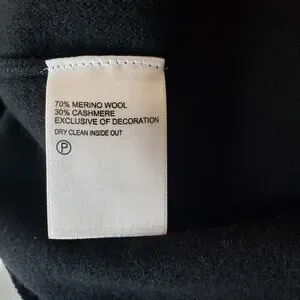 70% MERINO WOOL
30% CASHMERE
EXCLUSIVE OF DECORATION
DRY CLEAN INSIDE OUT
P